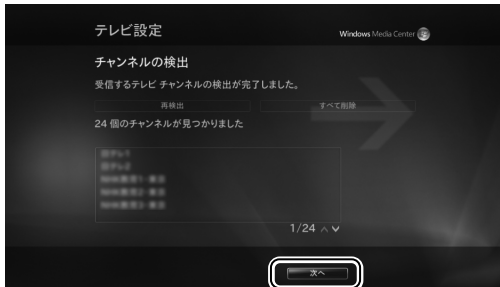 テレビ設定
Windows Media Center
チャンネルの検出
受信するテレビ チャンネルの検出が完了しました。
再検出 すべて削除
24 個のチャンネルが見つかりました
1/24
次へ